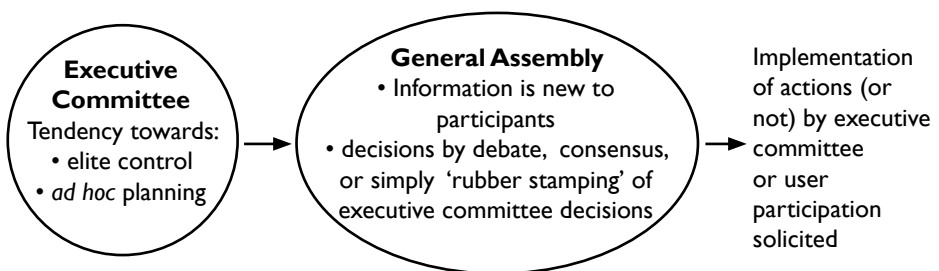 Executive
Committee
Tendency towards:
• elite control
• ad hoc planning
General Assembly
• Information is new to
participants
• decisions by debate, consensus,
or simply ‘rubber stamping’ of
executive committee decisions
Implementation
of actions (or
not) by executive
committee
or user
participation
solicited